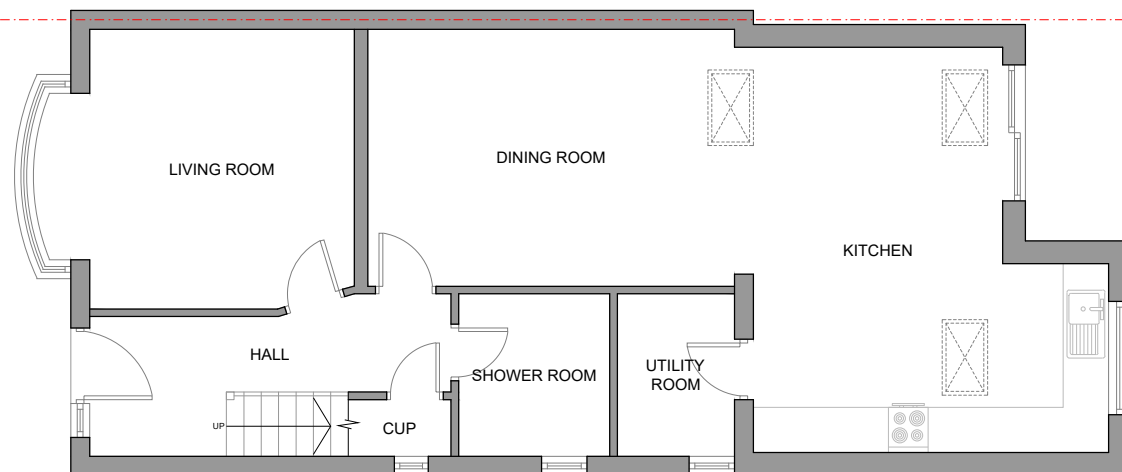 LIVING ROOM
DINING ROOM
KITCHEN
HALL
SHOWER ROOM
UTILITY
ROOM
UP
CUP